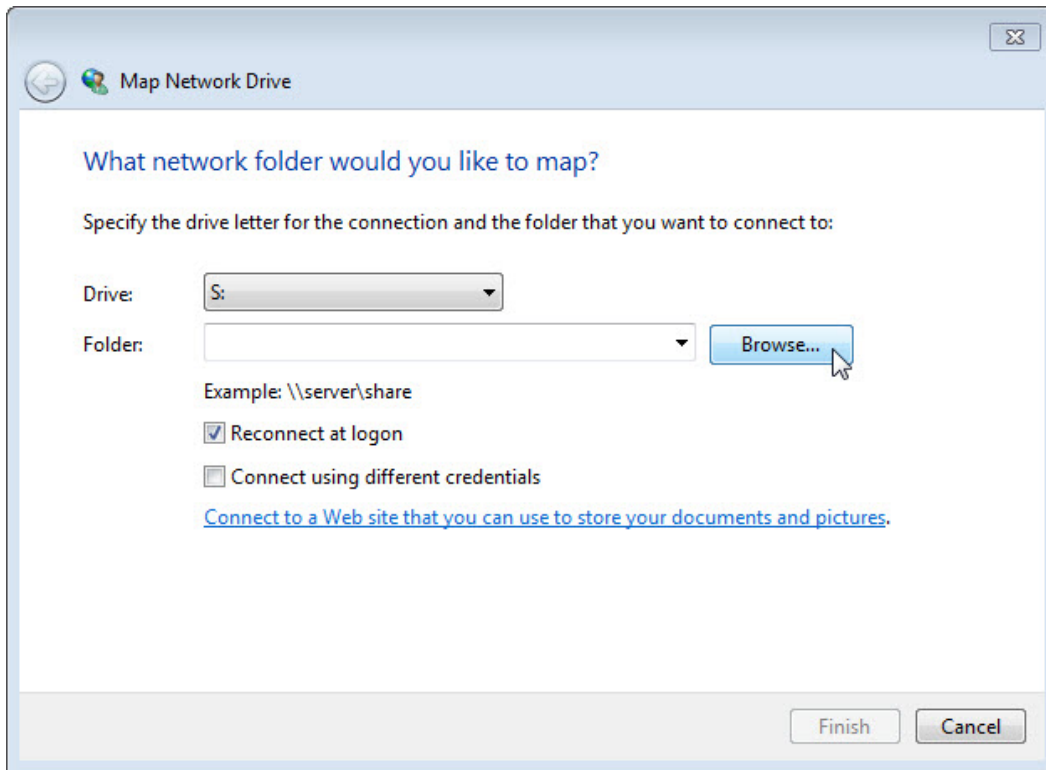 Map Network Drive
What network folder would you like to map?
Specify the drive letter for the connection and the folder that you want to connect to:
Drive: S:
Folder: Browse...
Example: \\server\share
Reconnect at logon
Connect using different credentials
Connect to a Web site that you can use to store your documents and pictures.
Finish Cancel